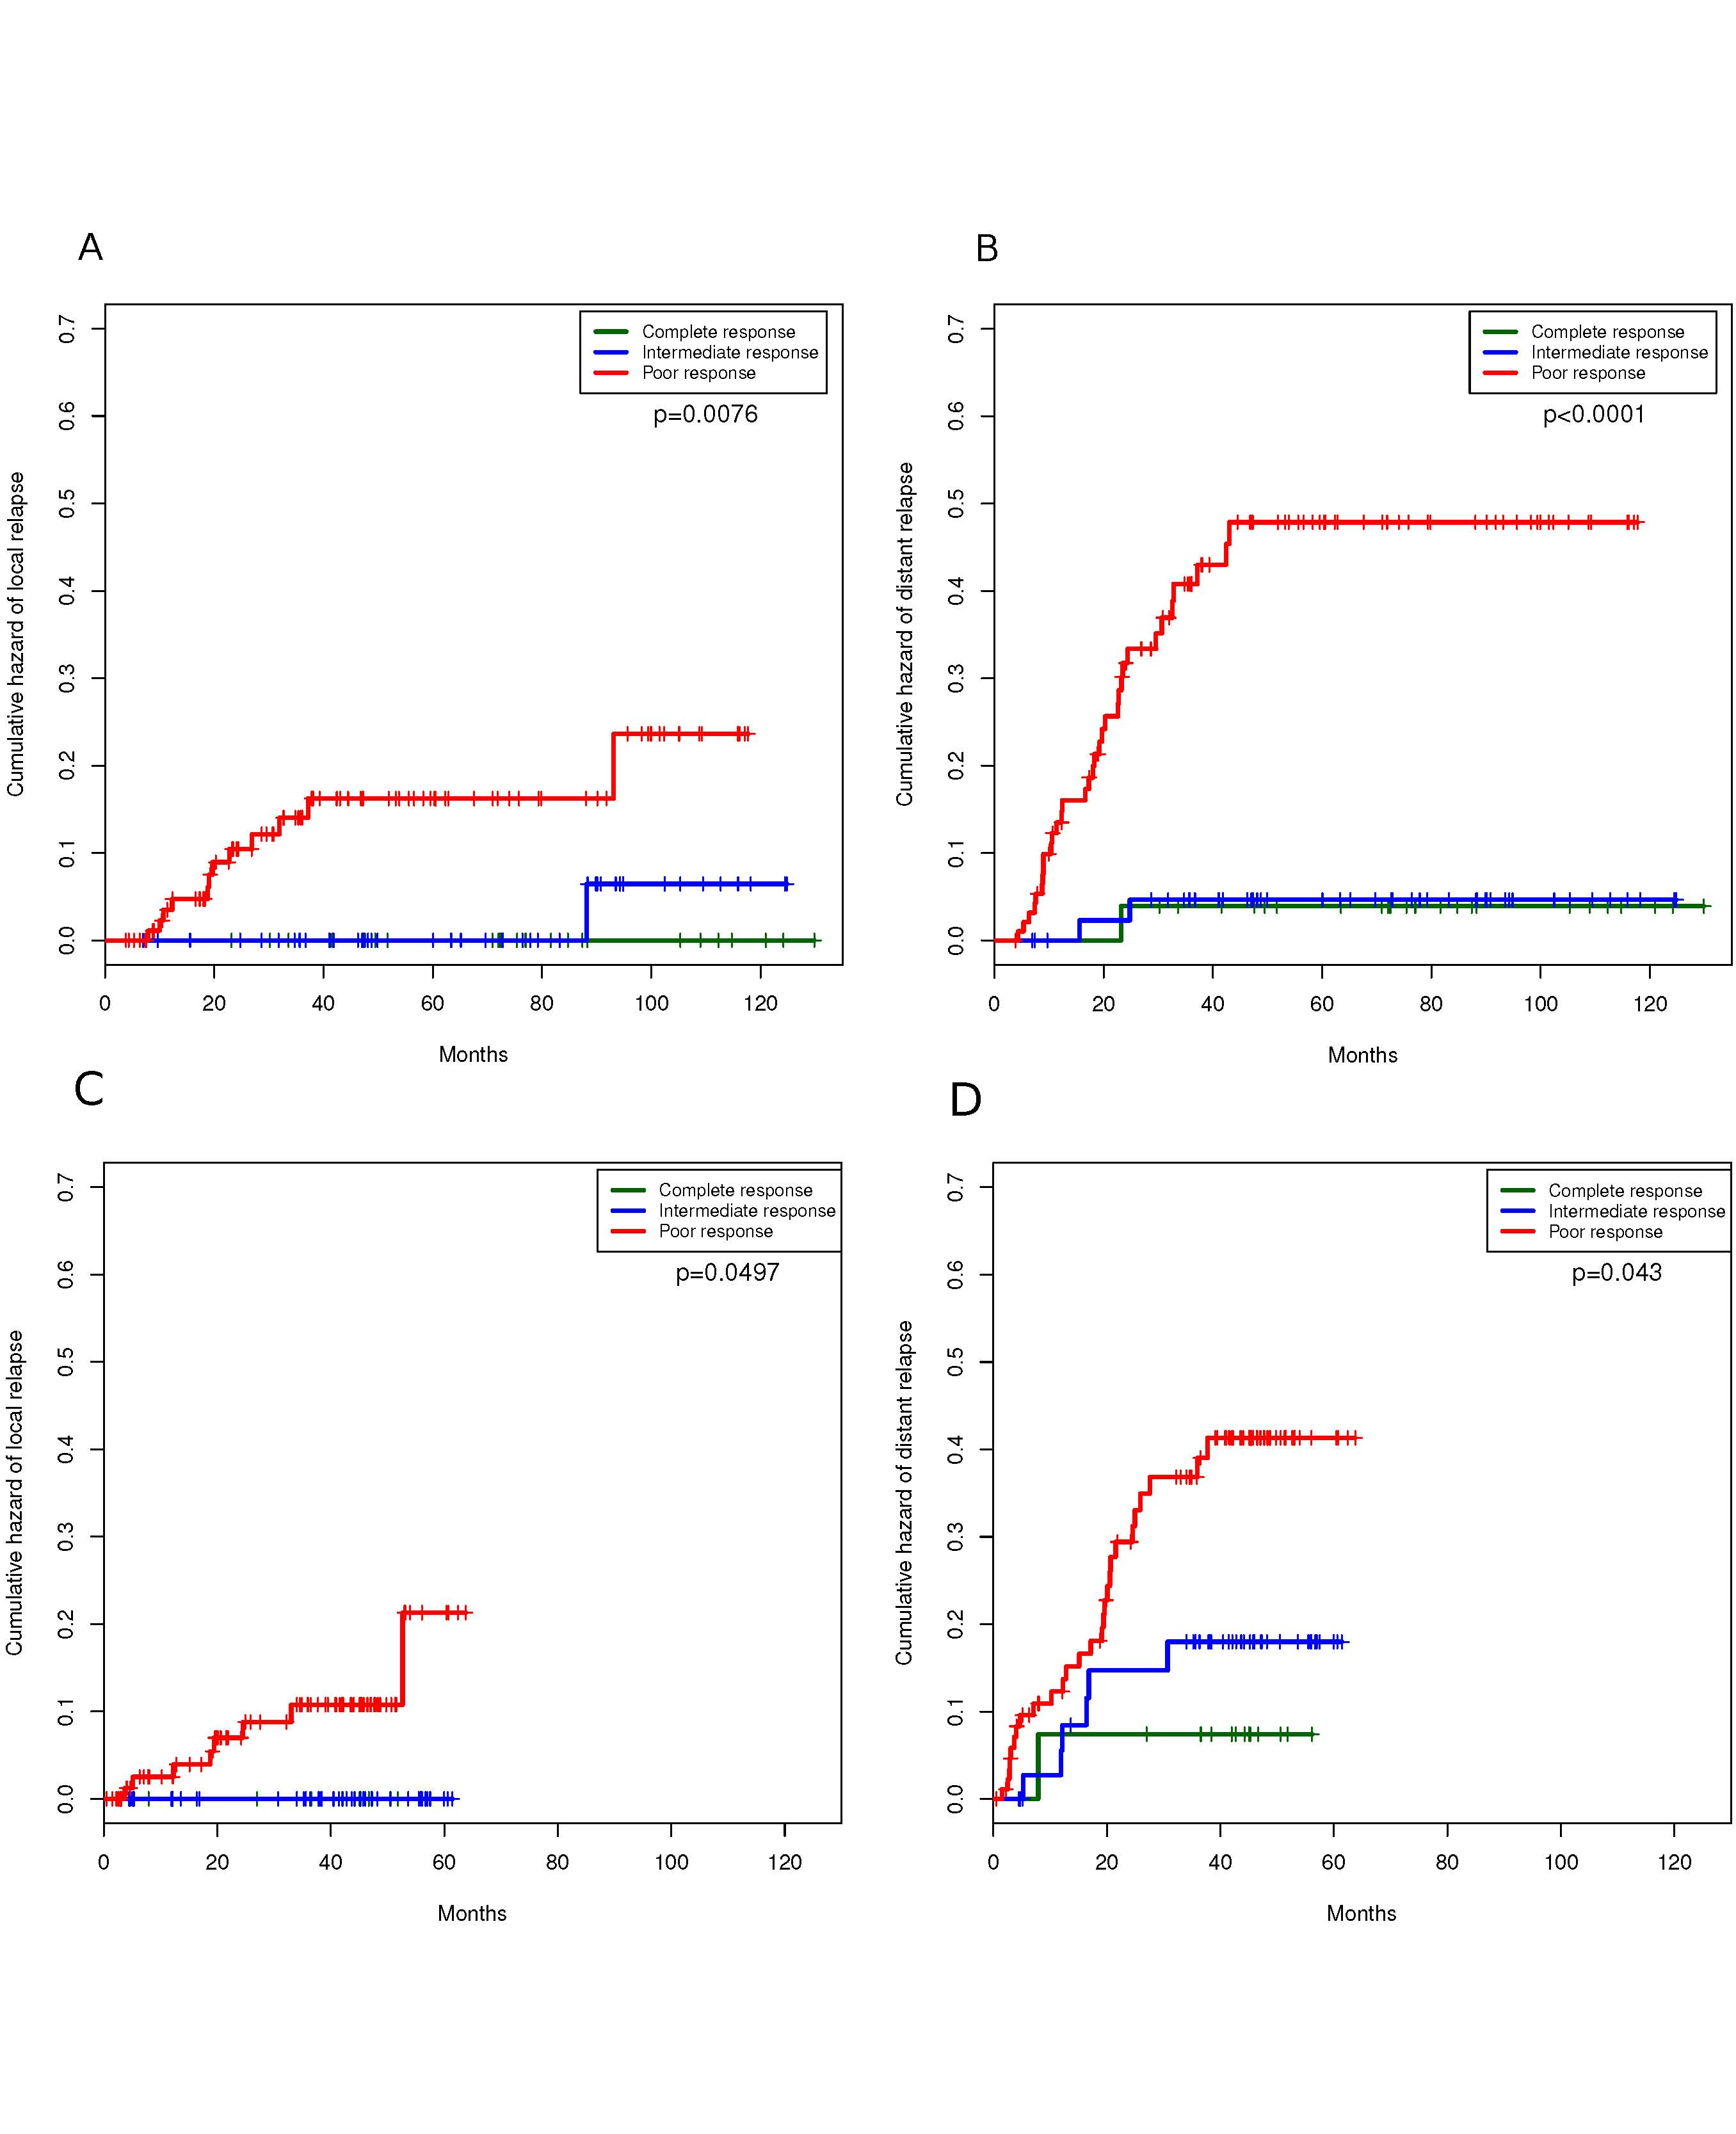 A
Complete response
Intermediate response
Poor response
p=0.0076
Cumulative hazard of local relapse
0.7
0.6
0.5
0.4
0.3
0.2
0.1
0.0
0 20 40 60 80 100 120
Months
B
Complete response
Intermediate response
Poor response
p<0.0001
Cumulative hazard of distant relapse
0.7
0.6
0.5
0.4
0.3
0.2
0.1
0.0
0 20 40 60 80 100 120
Months
C
Complete response
Intermediate response
Poor response
p=0.0497
Cumulative hazard of local relapse
0.7
0.6
0.5
0.4
0.3
0.2
0.1
0.0
0 20 40 60 80 100 120
Months
D
Complete response
Intermediate response
Poor response
p=0.043
Cumulative hazard of distant relapse
0.7
0.6
0.5
0.4
0.3
0.2
0.1
0.0
0 20 40 60 80 100 120
Months